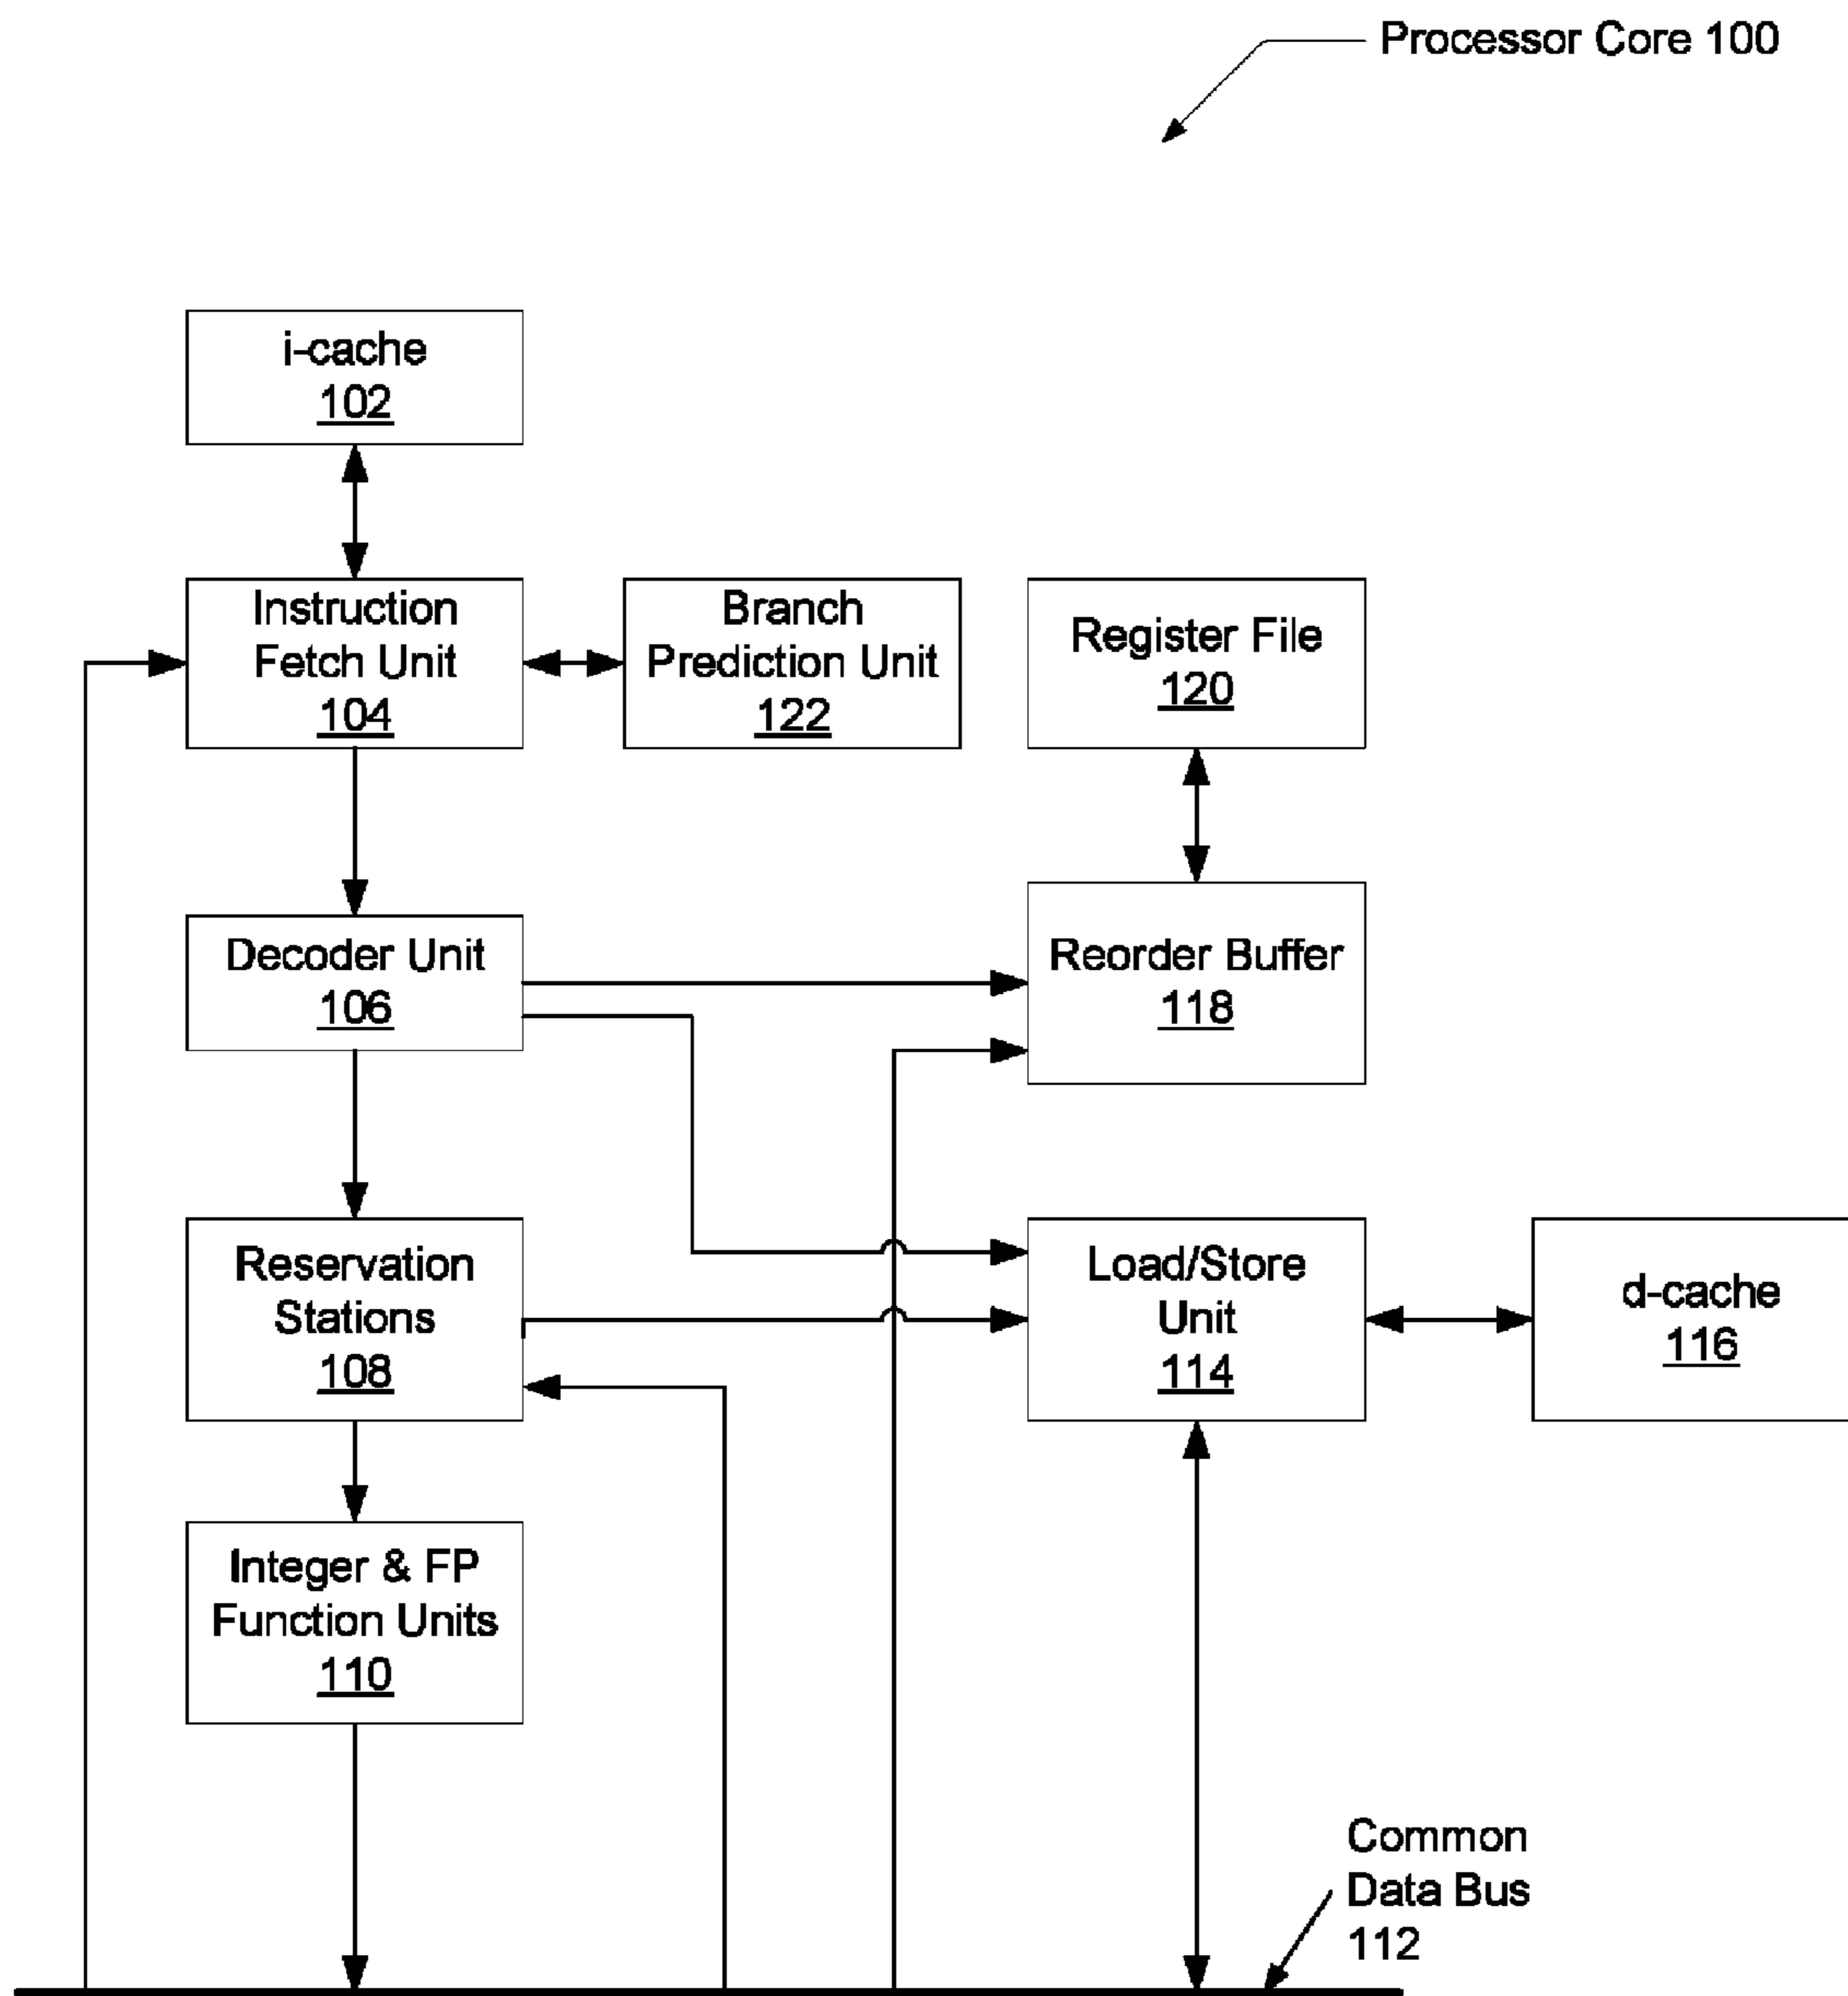 Processor Core 100
i-cache
102
Instruction
Fetch Unit
104
Branch
Prediction Unit
122
Register File
120
Decoder Unit
106
Reorder Buffer
118
Reservation
Stations
108
Load/Store
Unit
114
d-cache
116
Integer & FP
Function Units
110
Common
Data Bus
112